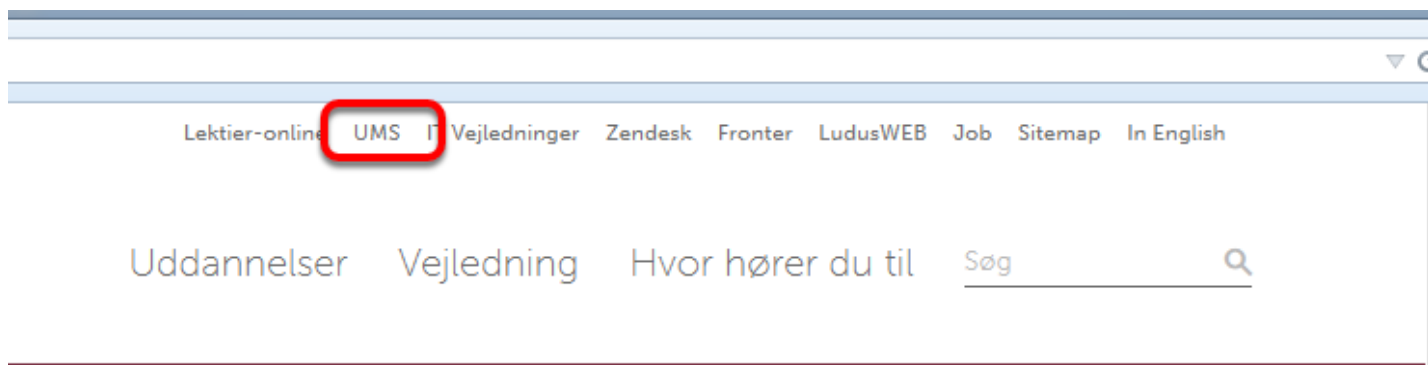 Lektier-online UMS IT Vejledninger Zendesk Fronter LudusWEB Job Sitemap In English
Uddannelser Vejledning Hvor hører du til Søg